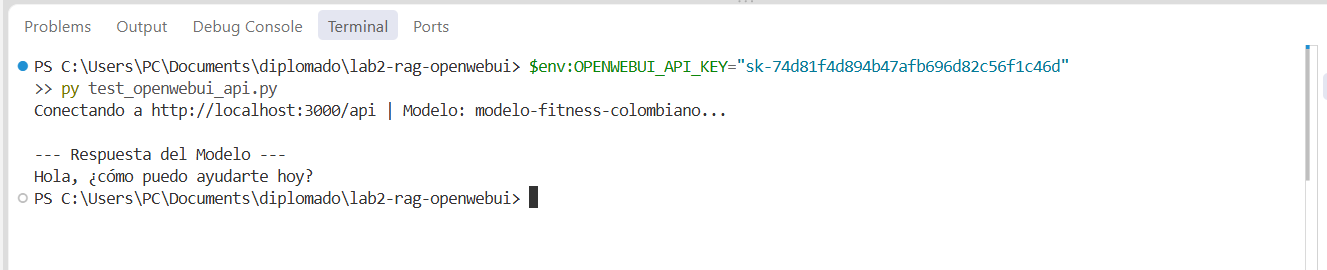 Problems Output Debug Console Terminal Ports
PS C:\Users\PC\Documents\diplomado\lab2-rag-openwebui> $env:OPENWEBUI_API_KEY="sk-74d81f4d894b47afb696d82c56f1c46d"
>> py test_openwebui_api.py
Conectando a http://localhost:3000/api | Modelo: modelo-fitness-colombiano...
--- Respuesta del Modelo ---
Hola, ¿cómo puedo ayudarte hoy?
PS C:\Users\PC\Documents\diplomado\lab2-rag-openwebui>